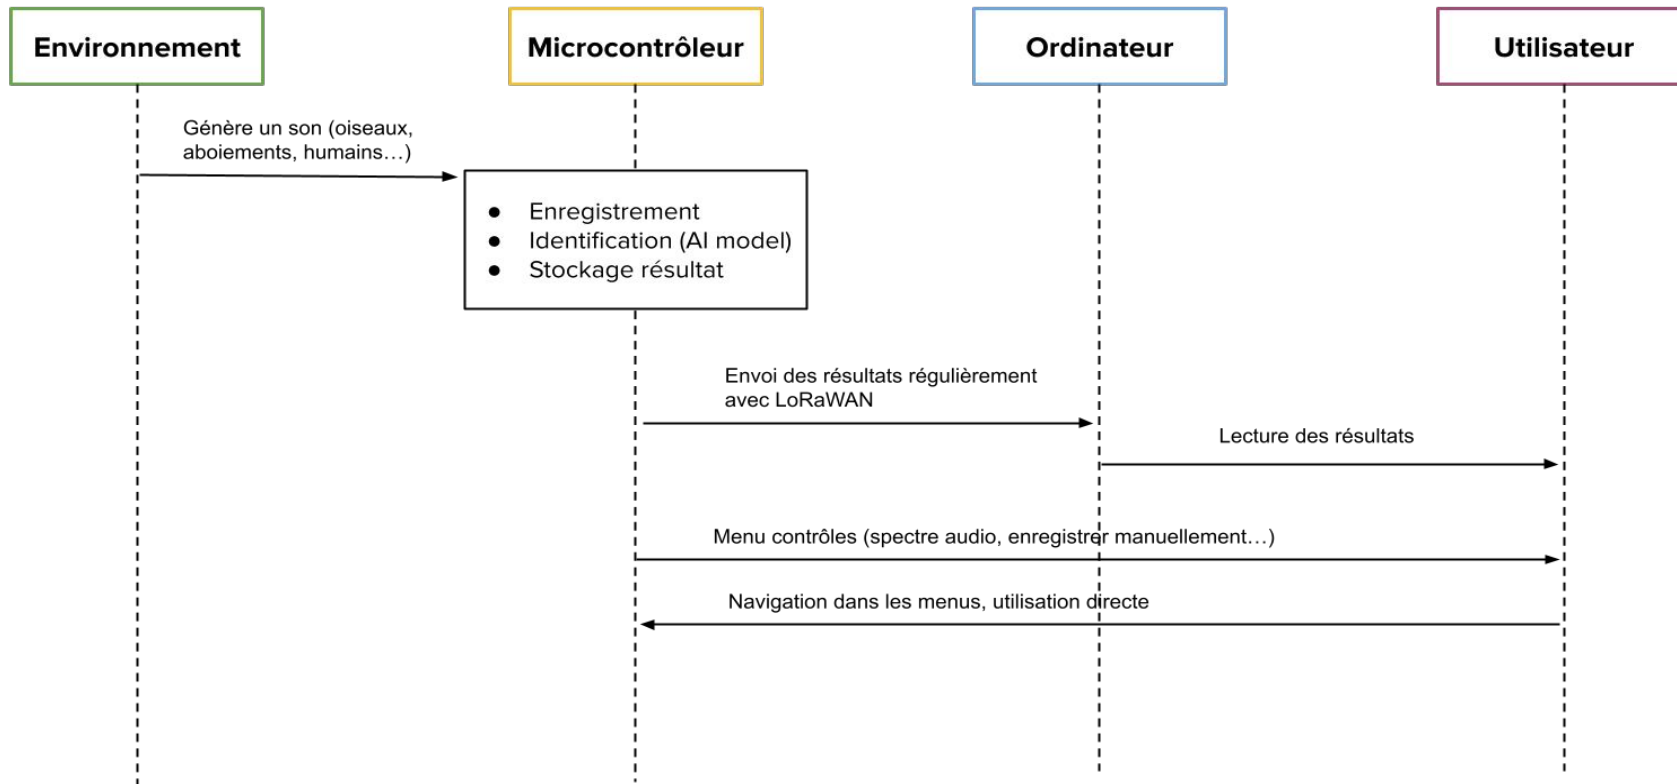 Environnement
Microcontrôleur
Ordinateur
Utilisateur
Génère un son (oiseaux,
aboiements, humains…)
● Enregistrement
● Identification (AI model)
● Stockage résultat
Envoi des résultats régulièrement
avec LoRaWAN
Lecture des résultats
Menu contrôles (spectre audio, enregistrer manuellement…)
Navigation dans les menus, utilisation directe